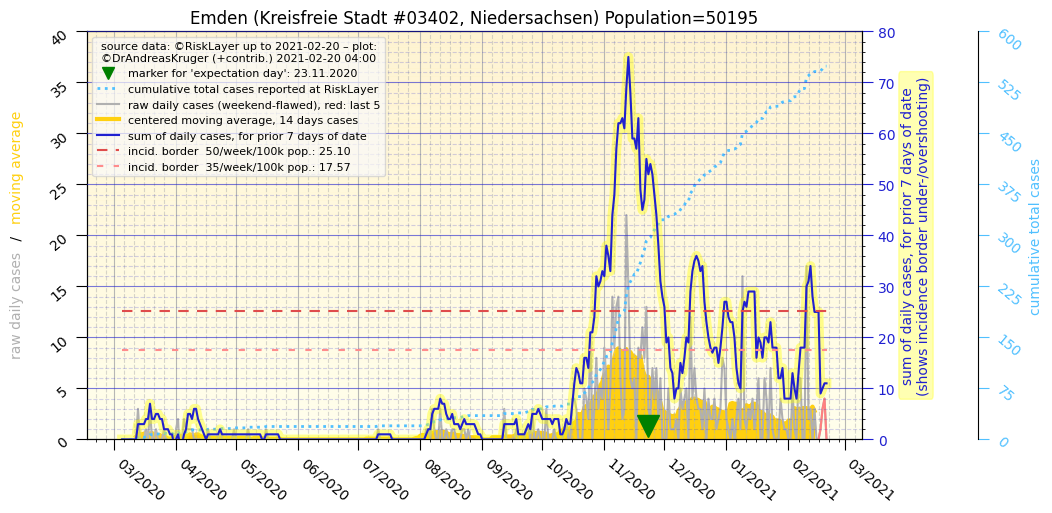 Emden (Kreisfreie Stadt #03402, Niedersachsen) Population=50195
source data: ©RiskLayer up to 2021-02-20 – plot:
©DrAndreasKruger (+contrib.) 2021-02-20 04:00
marker for 'expectation day': 23.11.2020
cumulative total cases reported at RiskLayer
raw daily cases (weekend-flawed), red: last 5
centered moving average, 14 days cases
sum of daily cases, for prior 7 days of date
incid. border  50/week/100k pop.: 25.10
incid. border  35/week/100k pop.: 17.57
raw daily cases  /  moving average
40
35
30
25
20
15
10
5
0
03/2020
04/2020
05/2020
06/2020
07/2020
08/2020
09/2020
10/2020
11/2020
12/2020
01/2021
02/2021
03/2021
80
70
60
50
40
30
20
10
0
sum of daily cases, for prior 7 days of date
(shows incidence border under-/overshooting)
600
525
450
375
300
225
150
75
0
cumulative total cases